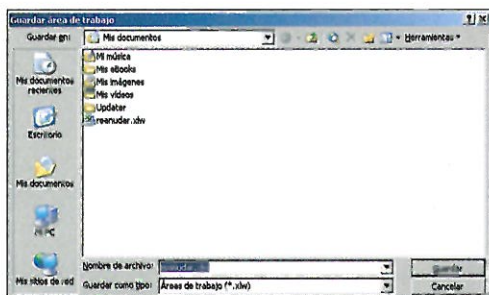 Guardar área de trabajo
Guardar en: Mis documentos Herramientas
Mi música
Mis eBooks
Mis imágenes
Mis vídeos
Updater
reanudar.xlw
Mis documentos recientes
Escritorio
Mis documentos
Mi PC
Mis sitios de red
Nombre de archivo: reanudar
Guardar como tipo: Áreas de trabajo (*.xlw)
Guardar
Cancelar